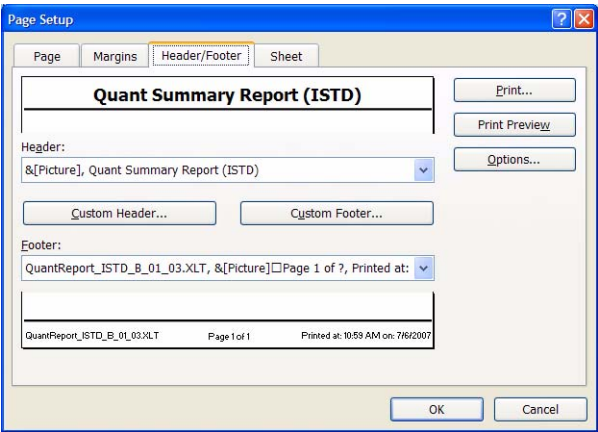 Page Setup
Page Margins Header/Footer Sheet
Quant Summary Report (ISTD)
Print...
Print Preview
Header:
Options...
&[Picture], Quant Summary Report (ISTD)
Custom Header... Custom Footer...
Footer:
QuantReport_ISTD_B_01_03.XLT, &[Picture]□Page 1 of ?, Printed at:
QuantReport_ISTD_B_01_03.XLT Page 1 of 1 Printed at: 10:59 AM on: 7/6/2007
OK Cancel